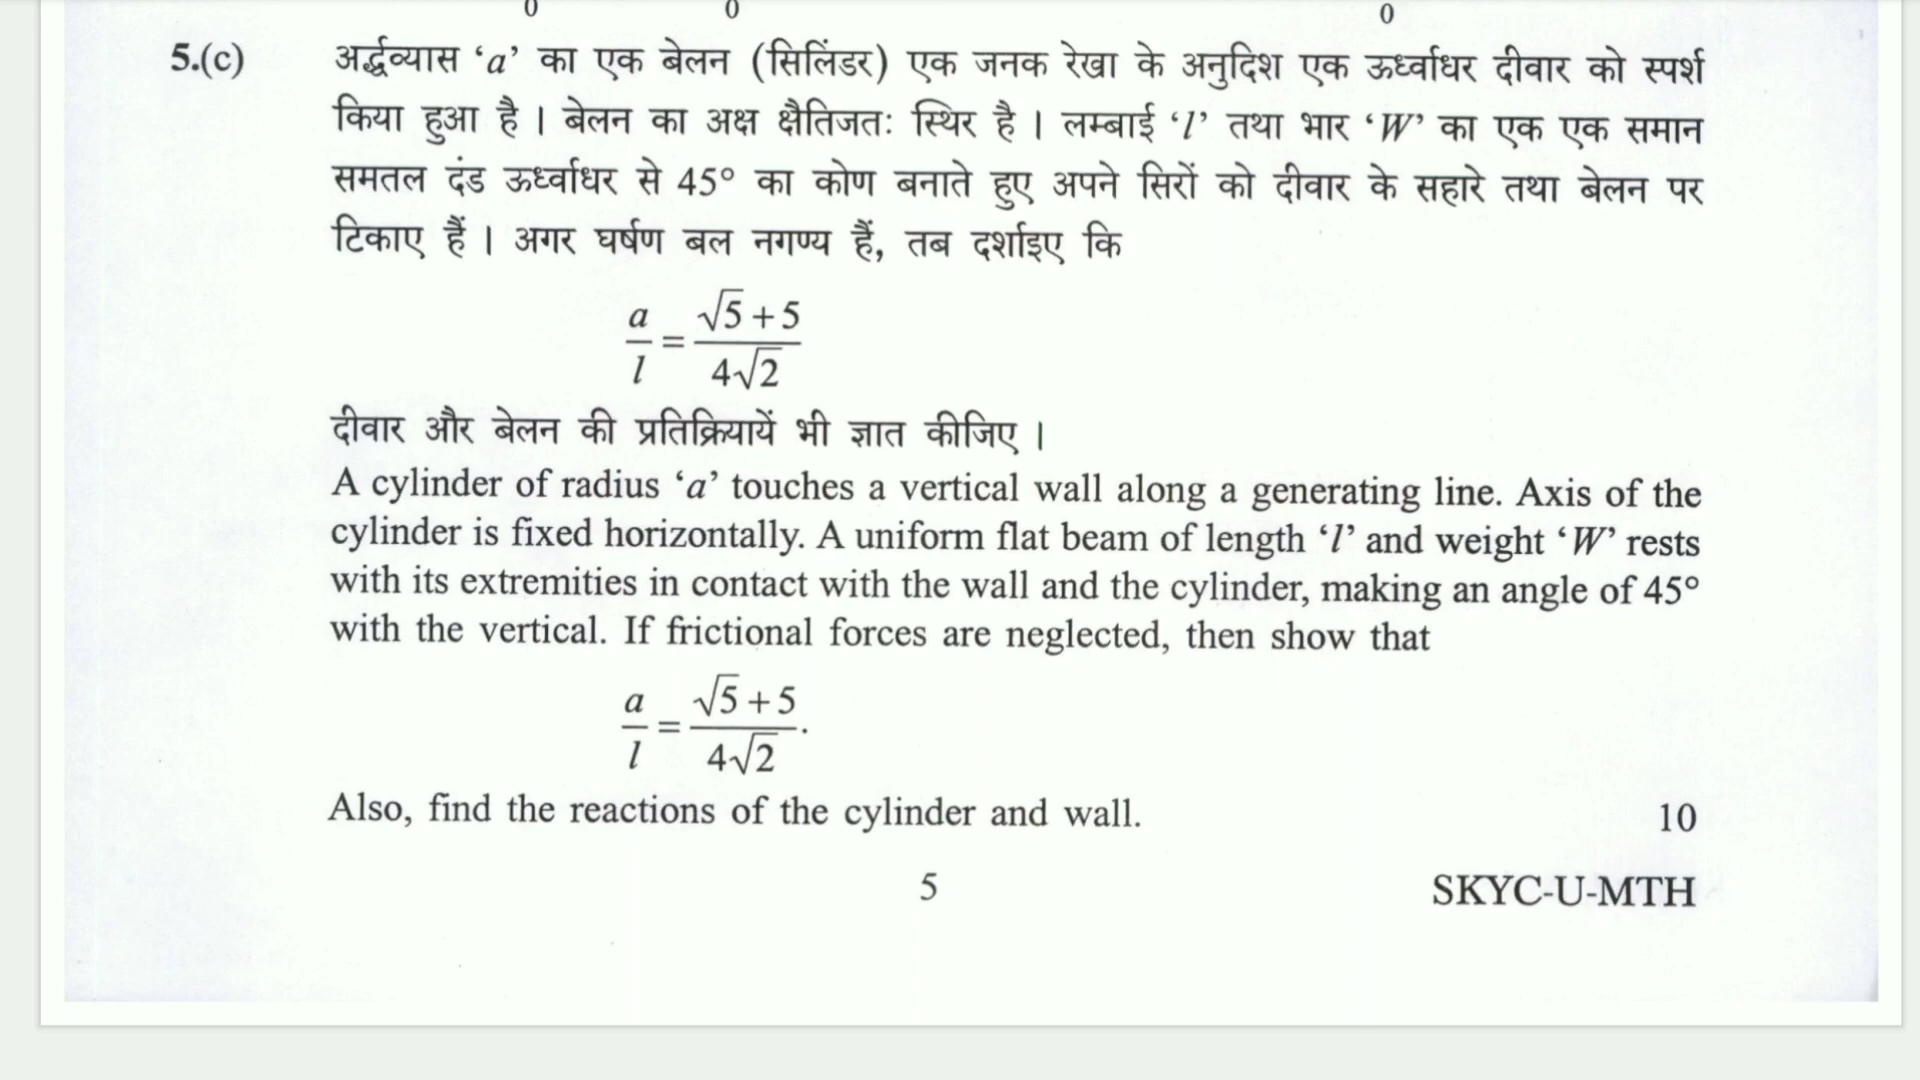 0 0 0
5.(c) अर्द्धव्यास ‘a’ का एक बेलन (सिलिंडर) एक जनक रेखा के अनुदिश एक ऊर्ध्वाधर दीवार को स्पर्श
किया हुआ है । बेलन का अक्ष क्षैतिजतः स्थिर है । लम्बाई ‘l’ तथा भार ‘W’ का एक एक समान
समतल दंड ऊर्ध्वाधर से 45° का कोण बनाते हुए अपने सिरों को दीवार के सहारे तथा बेलन पर
टिकाए हैं । अगर घर्षण बल नगण्य हैं, तब दर्शाइए कि
a/l = (√5+5)/(4√2)
दीवार और बेलन की प्रतिक्रियायें भी ज्ञात कीजिए ।
A cylinder of radius ‘a’ touches a vertical wall along a generating line. Axis of the
cylinder is fixed horizontally. A uniform flat beam of length ‘l’ and weight ‘W’ rests
with its extremities in contact with the wall and the cylinder, making an angle of 45°
with the vertical. If frictional forces are neglected, then show that
a/l = (√5+5)/(4√2).
Also, find the reactions of the cylinder and wall. 10
5 SKYC-U-MTH